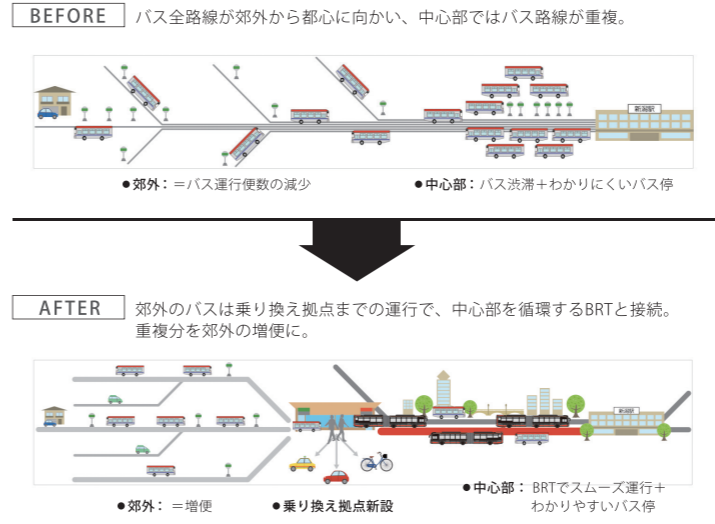 BEFORE
バス全路線が郊外から都心に向かい、中心部ではバス路線が重複。
新潟駅
●郊外：＝バス運行便数の減少
●中心部：バス渋滞＋わかりにくいバス停
AFTER
郊外のバスは乗り換え拠点までの運行で、中心部を循環するBRTと接続。
重複分を郊外の増便に。
新潟駅
●郊外：＝増便
●乗り換え拠点新設
●中心部：BRTでスムーズ運行＋
わかりやすいバス停